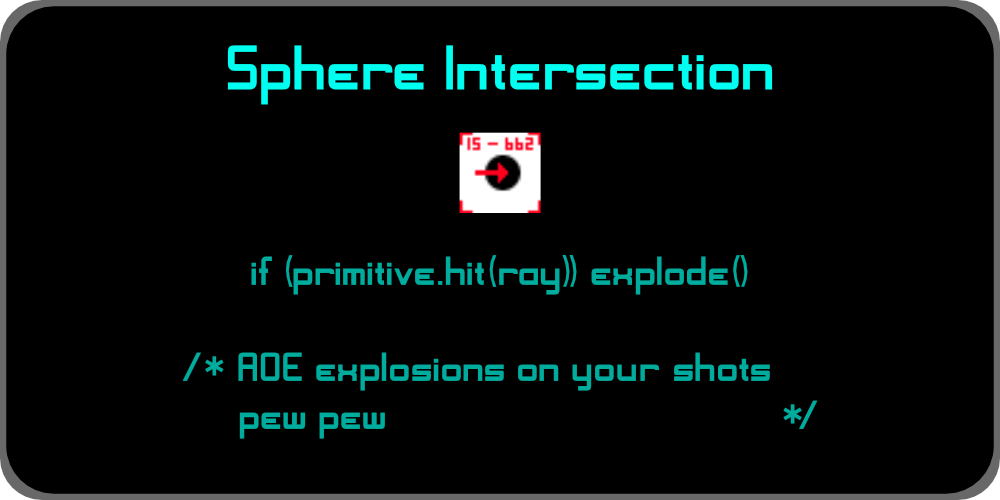 Sphere Intersection
15 - 662
if (primitive.hit(ray)) explode()
/* AOE explosions on your shots
pew pew */